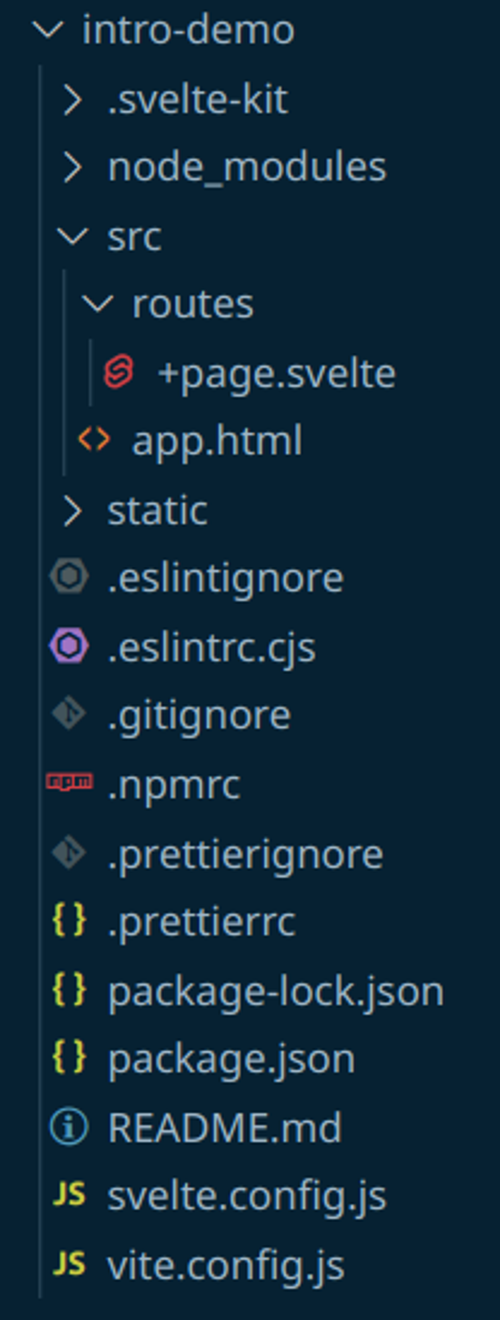 intro-demo
.svelte-kit
node_modules
src
routes
+page.svelte
app.html
static
.eslintignore
.eslintrc.cjs
.gitignore
npm .npmrc
.prettierignore
{} .prettierrc
{} package-lock.json
{} package.json
README.md
JS svelte.config.js
JS vite.config.js